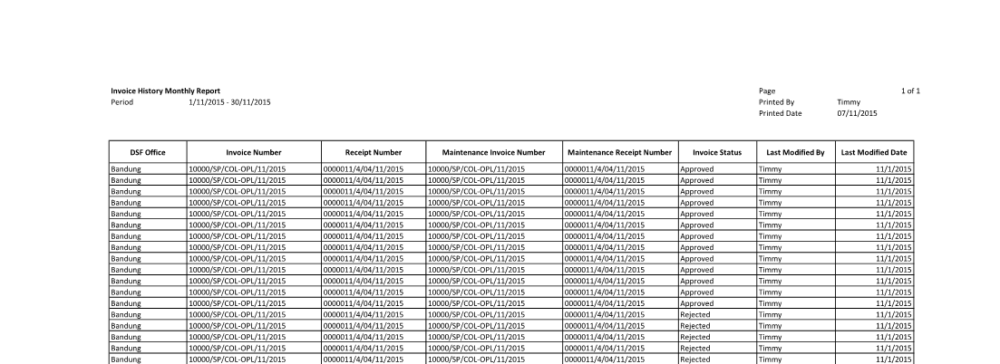 Invoice History Monthly Report
Page 1 of 1
Period 1/11/2015 - 30/11/2015
Printed By Timmy
Printed Date 07/11/2015
DSF Office Invoice Number Receipt Number Maintenance Invoice Number Maintenance Receipt Number Invoice Status Last Modified By Last Modified Date
Bandung 10000/SP/COL-OPL/11/2015 0000011/4/04/11/2015 10000/SP/COL-OPL/11/2015 0000011/4/04/11/2015 Approved Timmy 11/1/2015
Bandung 10000/SP/COL-OPL/11/2015 0000011/4/04/11/2015 10000/SP/COL-OPL/11/2015 0000011/4/04/11/2015 Approved Timmy 11/1/2015
Bandung 10000/SP/COL-OPL/11/2015 0000011/4/04/11/2015 10000/SP/COL-OPL/11/2015 0000011/4/04/11/2015 Approved Timmy 11/1/2015
Bandung 10000/SP/COL-OPL/11/2015 0000011/4/04/11/2015 10000/SP/COL-OPL/11/2015 0000011/4/04/11/2015 Approved Timmy 11/1/2015
Bandung 10000/SP/COL-OPL/11/2015 0000011/4/04/11/2015 10000/SP/COL-OPL/11/2015 0000011/4/04/11/2015 Approved Timmy 11/1/2015
Bandung 10000/SP/COL-OPL/11/2015 0000011/4/04/11/2015 10000/SP/COL-OPL/11/2015 0000011/4/04/11/2015 Approved Timmy 11/1/2015
Bandung 10000/SP/COL-OPL/11/2015 0000011/4/04/11/2015 10000/SP/COL-OPL/11/2015 0000011/4/04/11/2015 Approved Timmy 11/1/2015
Bandung 10000/SP/COL-OPL/11/2015 0000011/4/04/11/2015 10000/SP/COL-OPL/11/2015 0000011/4/04/11/2015 Approved Timmy 11/1/2015
Bandung 10000/SP/COL-OPL/11/2015 0000011/4/04/11/2015 10000/SP/COL-OPL/11/2015 0000011/4/04/11/2015 Approved Timmy 11/1/2015
Bandung 10000/SP/COL-OPL/11/2015 0000011/4/04/11/2015 10000/SP/COL-OPL/11/2015 0000011/4/04/11/2015 Approved Timmy 11/1/2015
Bandung 10000/SP/COL-OPL/11/2015 0000011/4/04/11/2015 10000/SP/COL-OPL/11/2015 0000011/4/04/11/2015 Approved Timmy 11/1/2015
Bandung 10000/SP/COL-OPL/11/2015 0000011/4/04/11/2015 10000/SP/COL-OPL/11/2015 0000011/4/04/11/2015 Approved Timmy 11/1/2015
Bandung 10000/SP/COL-OPL/11/2015 0000011/4/04/11/2015 10000/SP/COL-OPL/11/2015 0000011/4/04/11/2015 Approved Timmy 11/1/2015
Bandung 10000/SP/COL-OPL/11/2015 0000011/4/04/11/2015 10000/SP/COL-OPL/11/2015 0000011/4/04/11/2015 Rejected Timmy 11/1/2015
Bandung 10000/SP/COL-OPL/11/2015 0000011/4/04/11/2015 10000/SP/COL-OPL/11/2015 0000011/4/04/11/2015 Rejected Timmy 11/1/2015
Bandung 10000/SP/COL-OPL/11/2015 0000011/4/04/11/2015 10000/SP/COL-OPL/11/2015 0000011/4/04/11/2015 Rejected Timmy 11/1/2015
Bandung 10000/SP/COL-OPL/11/2015 0000011/4/04/11/2015 10000/SP/COL-OPL/11/2015 0000011/4/04/11/2015 Rejected Timmy 11/1/2015
Bandung 10000/SP/COL-OPL/11/2015 0000011/4/04/11/2015 10000/SP/COL-OPL/11/2015 0000011/4/04/11/2015 Rejected Timmy 11/1/2015